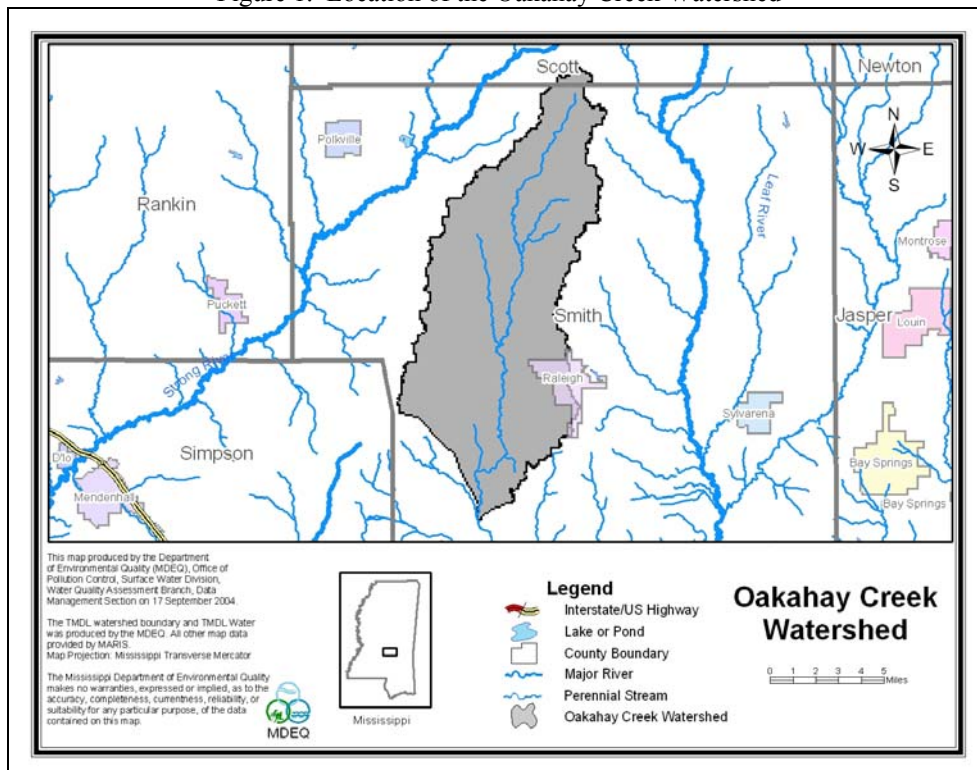 Figure 1. Location of the Oakahay Creek Watershed
Scott
Newton
Polkville
N
W E
S
Rankin
Leaf River
Montrose
Puckett
Smith
Jasper
Louin
Strong River
Raleigh
Sylvarena
Simpson
D'lo
Mendenhall
Bay Springs
Bay Springs
This map produced by the Department
of Environmental Quality (MDEQ), Office of
Pollution Control, Surface Water Division,
Water Quality Assessment Branch, Data
Management Section on 17 September 2004.
The TMDL watershed boundary and TMDL Water
was produced by the MDEQ. All other map data
provided by MARIS.
Map Projection: Mississippi Transverse Mercator
The Mississippi Department of Environmental Quality
makes no warranties, expressed or implied, as to the
accuracy, completeness, currentness, reliability, or
suitability for any particular purpose, of the data
contained on this map.
MDEQ
Mississippi
Legend
Interstate/US Highway
Lake or Pond
County Boundary
Major River
Perennial Stream
Oakahay Creek Watershed
Oakahay Creek
Watershed
0 1 2 3 4 5
Miles